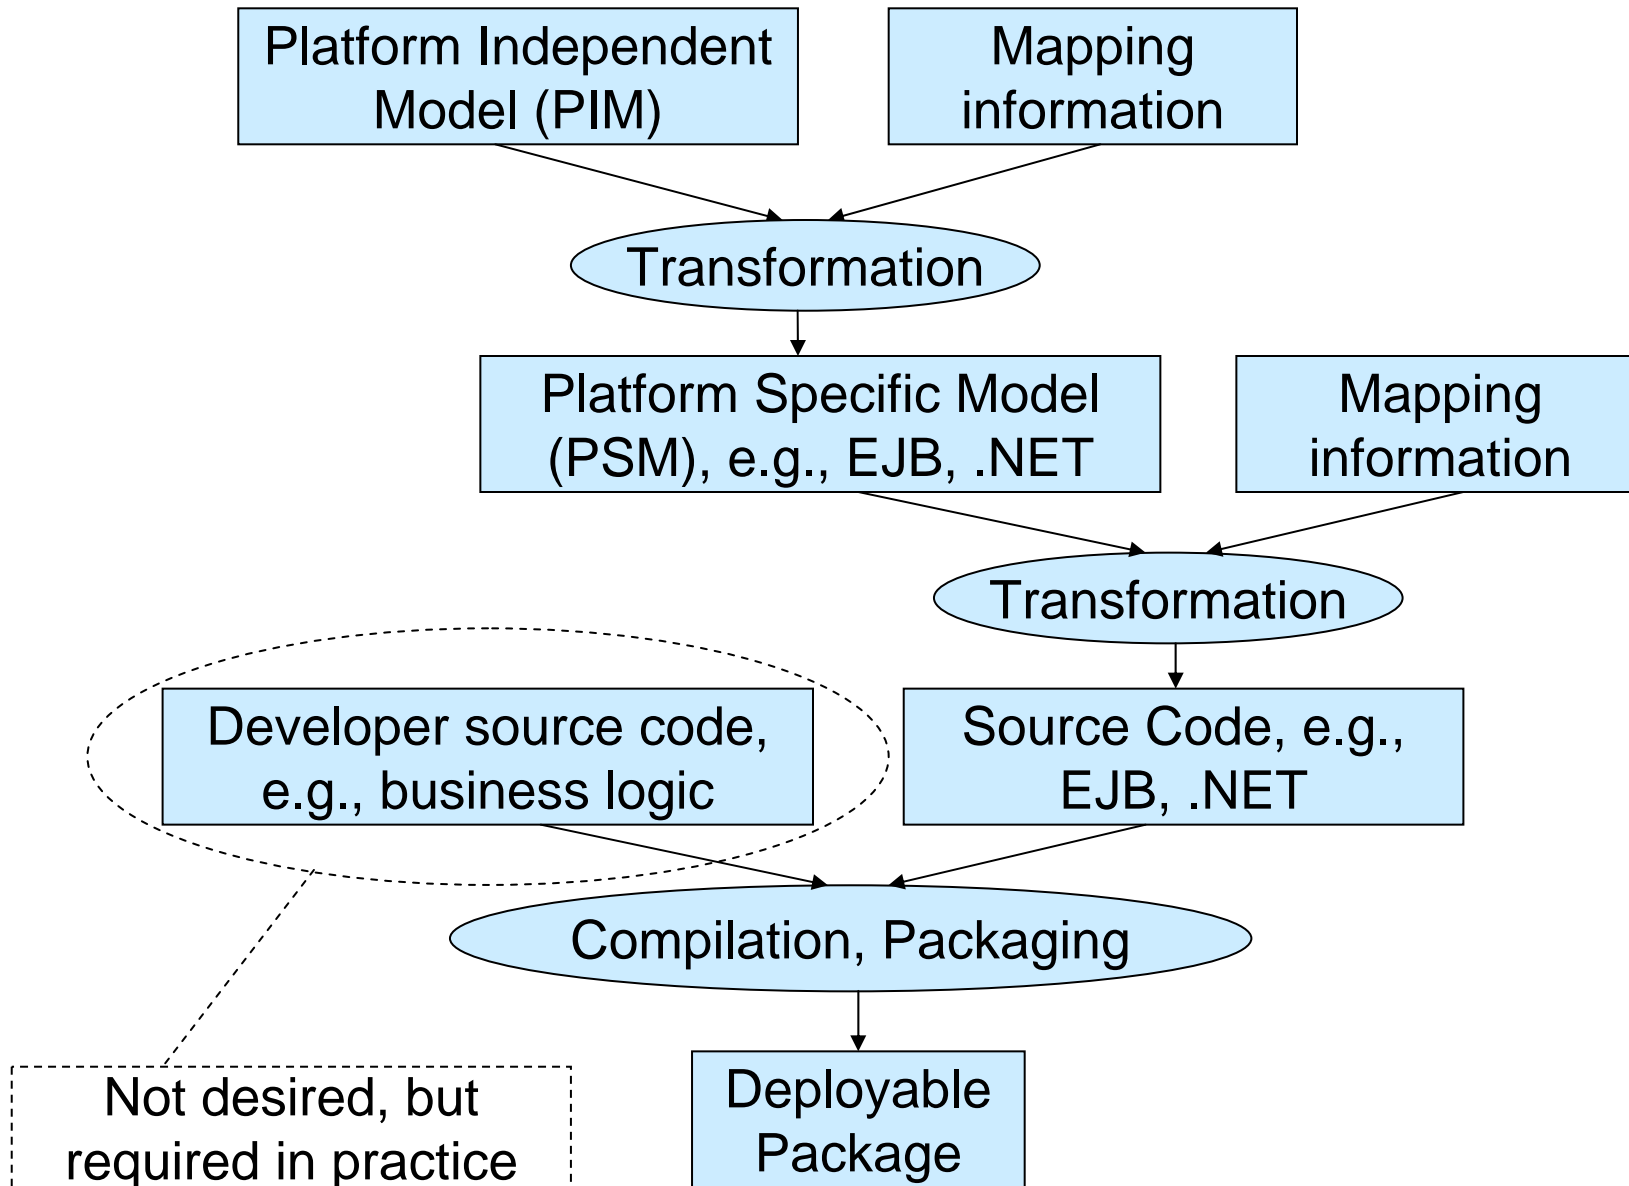 Platform Independent
Model (PIM)
Mapping
information
Transformation
Platform Specific Model
(PSM), e.g., EJB, .NET
Mapping
information
Transformation
Developer source code,
e.g., business logic
Source Code, e.g.,
EJB, .NET
Compilation, Packaging
Not desired, but
required in practice
Deployable
Package